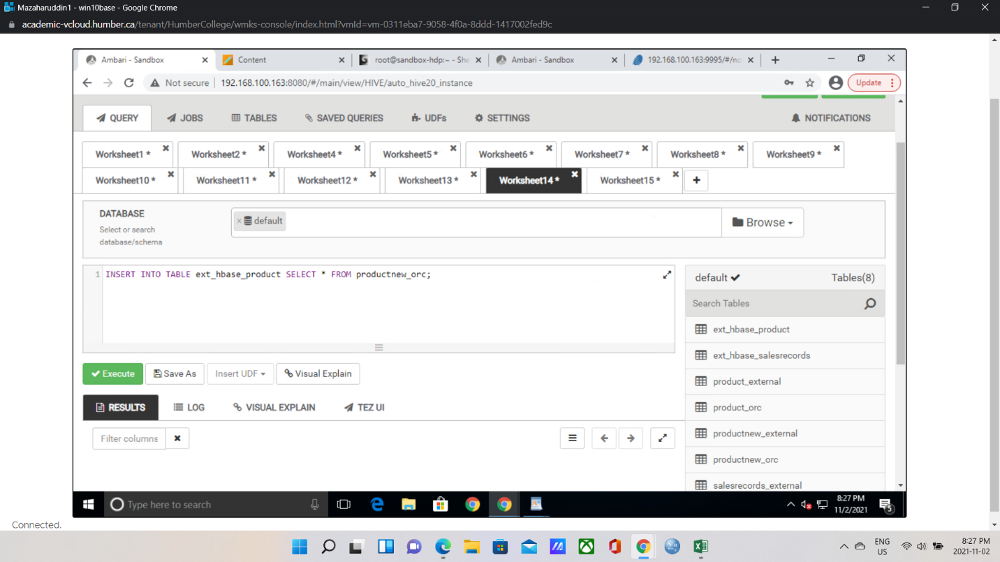 Mazaharuddin1 - win10base - Google Chrome
academic-vcloud.humber.ca/tenant/HumberCollege/wmks-console/index.html?vmId=vm-0311eba7-9058-4f0a-8ddd-1417002fed9c
Ambari - Sandbox
Content
root@sandbox-hdp:~ - She
Ambari - Sandbox
192.168.100.163:9995/#/no
Not secure
192.168.100.163:8080/#/main/view/HIVE/auto_hive20_instance
Update
QUERY
JOBS
TABLES
SAVED QUERIES
UDFs
SETTINGS
NOTIFICATIONS
Worksheet1 *
Worksheet2 *
Worksheet4 *
Worksheet5 *
Worksheet6 *
Worksheet7 *
Worksheet8 *
Worksheet9 *
Worksheet10 *
Worksheet11 *
Worksheet12 *
Worksheet13 *
Worksheet14 *
Worksheet15 *
DATABASE
Select or search
database/schema
default
Browse
1 INSERT INTO TABLE ext_hbase_product SELECT * FROM productnew_orc;
default
Tables(8)
Search Tables
ext_hbase_product
ext_hbase_salesrecords
product_external
product_orc
productnew_external
productnew_orc
salesrecords_external
Execute
Save As
Insert UDF
Visual Explain
RESULTS
LOG
VISUAL EXPLAIN
TEZ UI
Filter columns
Type here to search
8:27 PM
11/2/2021
5
Connected.
ENG
US
8:27 PM
2021-11-02